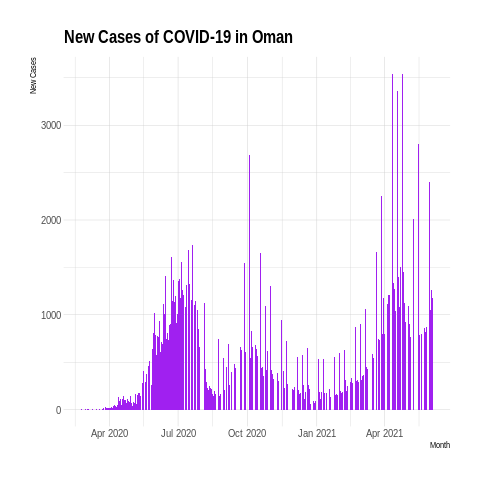 New Cases of COVID-19 in Oman
New Cases
3000
2000
1000
0
Apr 2020 Jul 2020 Oct 2020 Jan 2021 Apr 2021
Month